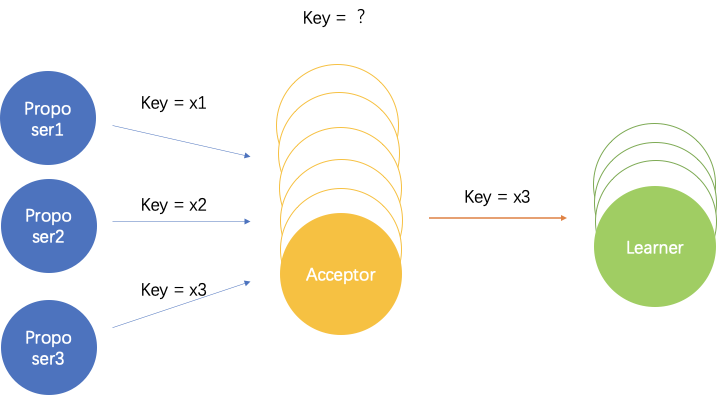 Key = ？
Propo
ser1
Key = x1
Propo
ser2
Key = x2
Propo
ser3
Key = x3
Acceptor
Key = x3
Learner